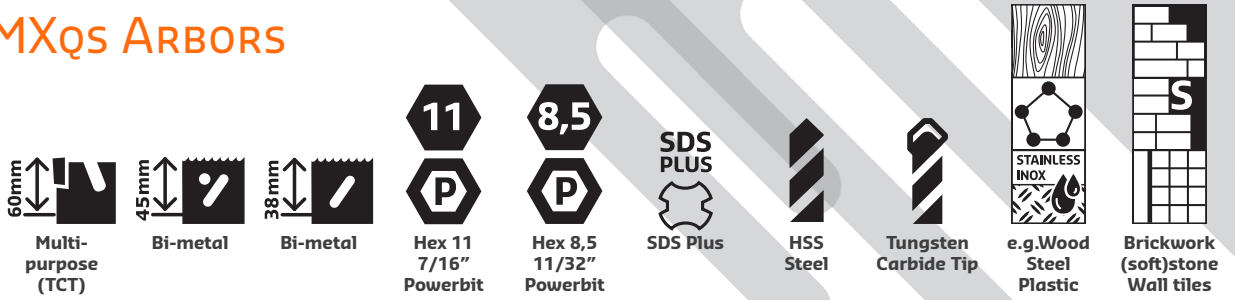 MXqs Arbors
60mm
45mm
38mm
11
P
8,5
P
SDS
PLUS
STAINLESS
INOX
S
Multi-
purpose
(TCT)
Bi-metal
Bi-metal
Hex 11
7/16”
Powerbit
Hex 8,5
11/32”
Powerbit
SDS Plus
HSS
Steel
Tungsten
Carbide Tip
e.g.Wood
Steel
Plastic
Brickwork
(soft)stone
Wall tiles